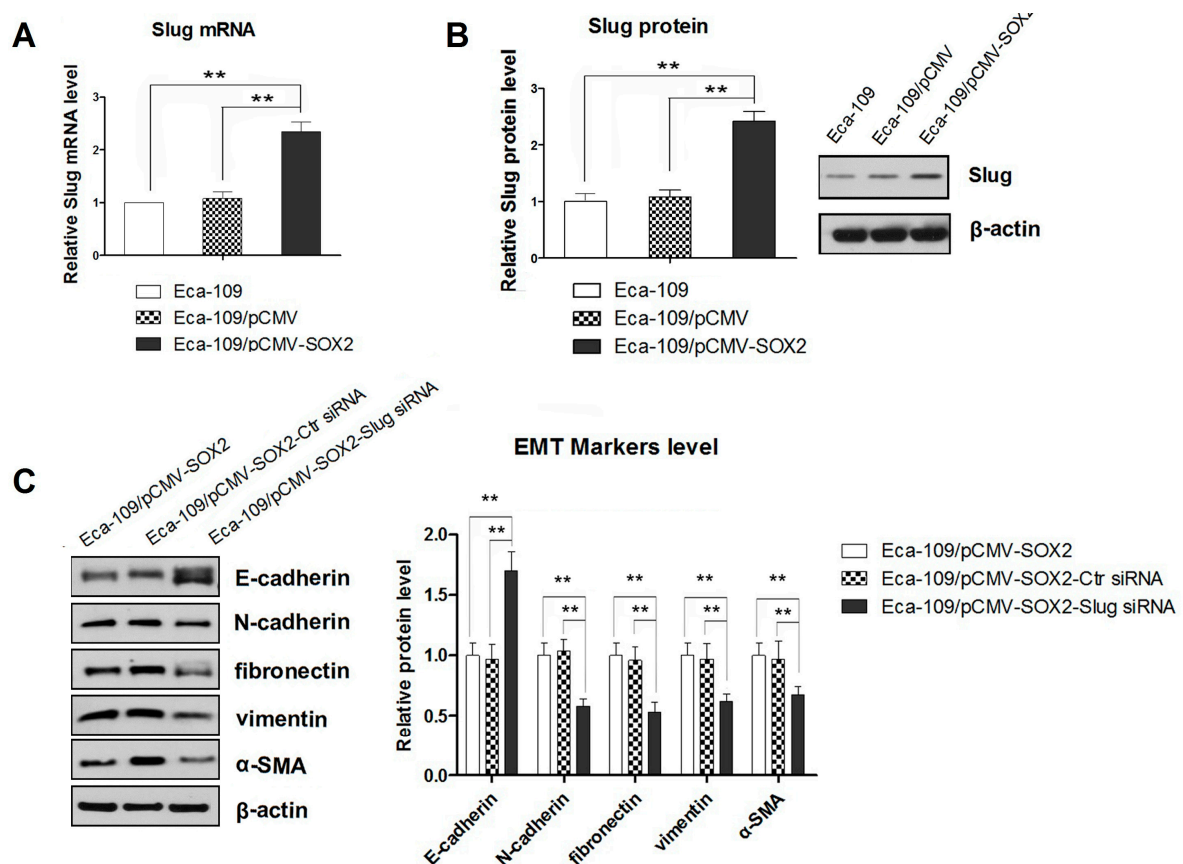 A
Slug mRNA
Relative Slug mRNA level
3
2
1
0
**
**
Eca-109
Eca-109/pCMV
Eca-109/pCMV-SOX2
B
Slug protein
Relative Slug protein level
3
2
1
0
**
**
Eca-109
Eca-109/pCMV
Eca-109/pCMV-SOX2
Eca-109
Eca-109/pCMV
Eca-109/pCMV-SOX2
Slug
β-actin
C
Eca-109/pCMV-SOX2
Eca-109/pCMV-SOX2-Ctr siRNA
Eca-109/pCMV-SOX2-Slug siRNA
E-cadherin
N-cadherin
fibronectin
vimentin
α-SMA
β-actin
EMT Markers level
Relative protein level
2.0
1.5
1.0
0.5
0.0
**
**
**
**
**
**
**
**
**
**
E-cadherin
N-cadherin
fibronectin
vimentin
α-SMA
Eca-109/pCMV-SOX2
Eca-109/pCMV-SOX2-Ctr siRNA
Eca-109/pCMV-SOX2-Slug siRNA